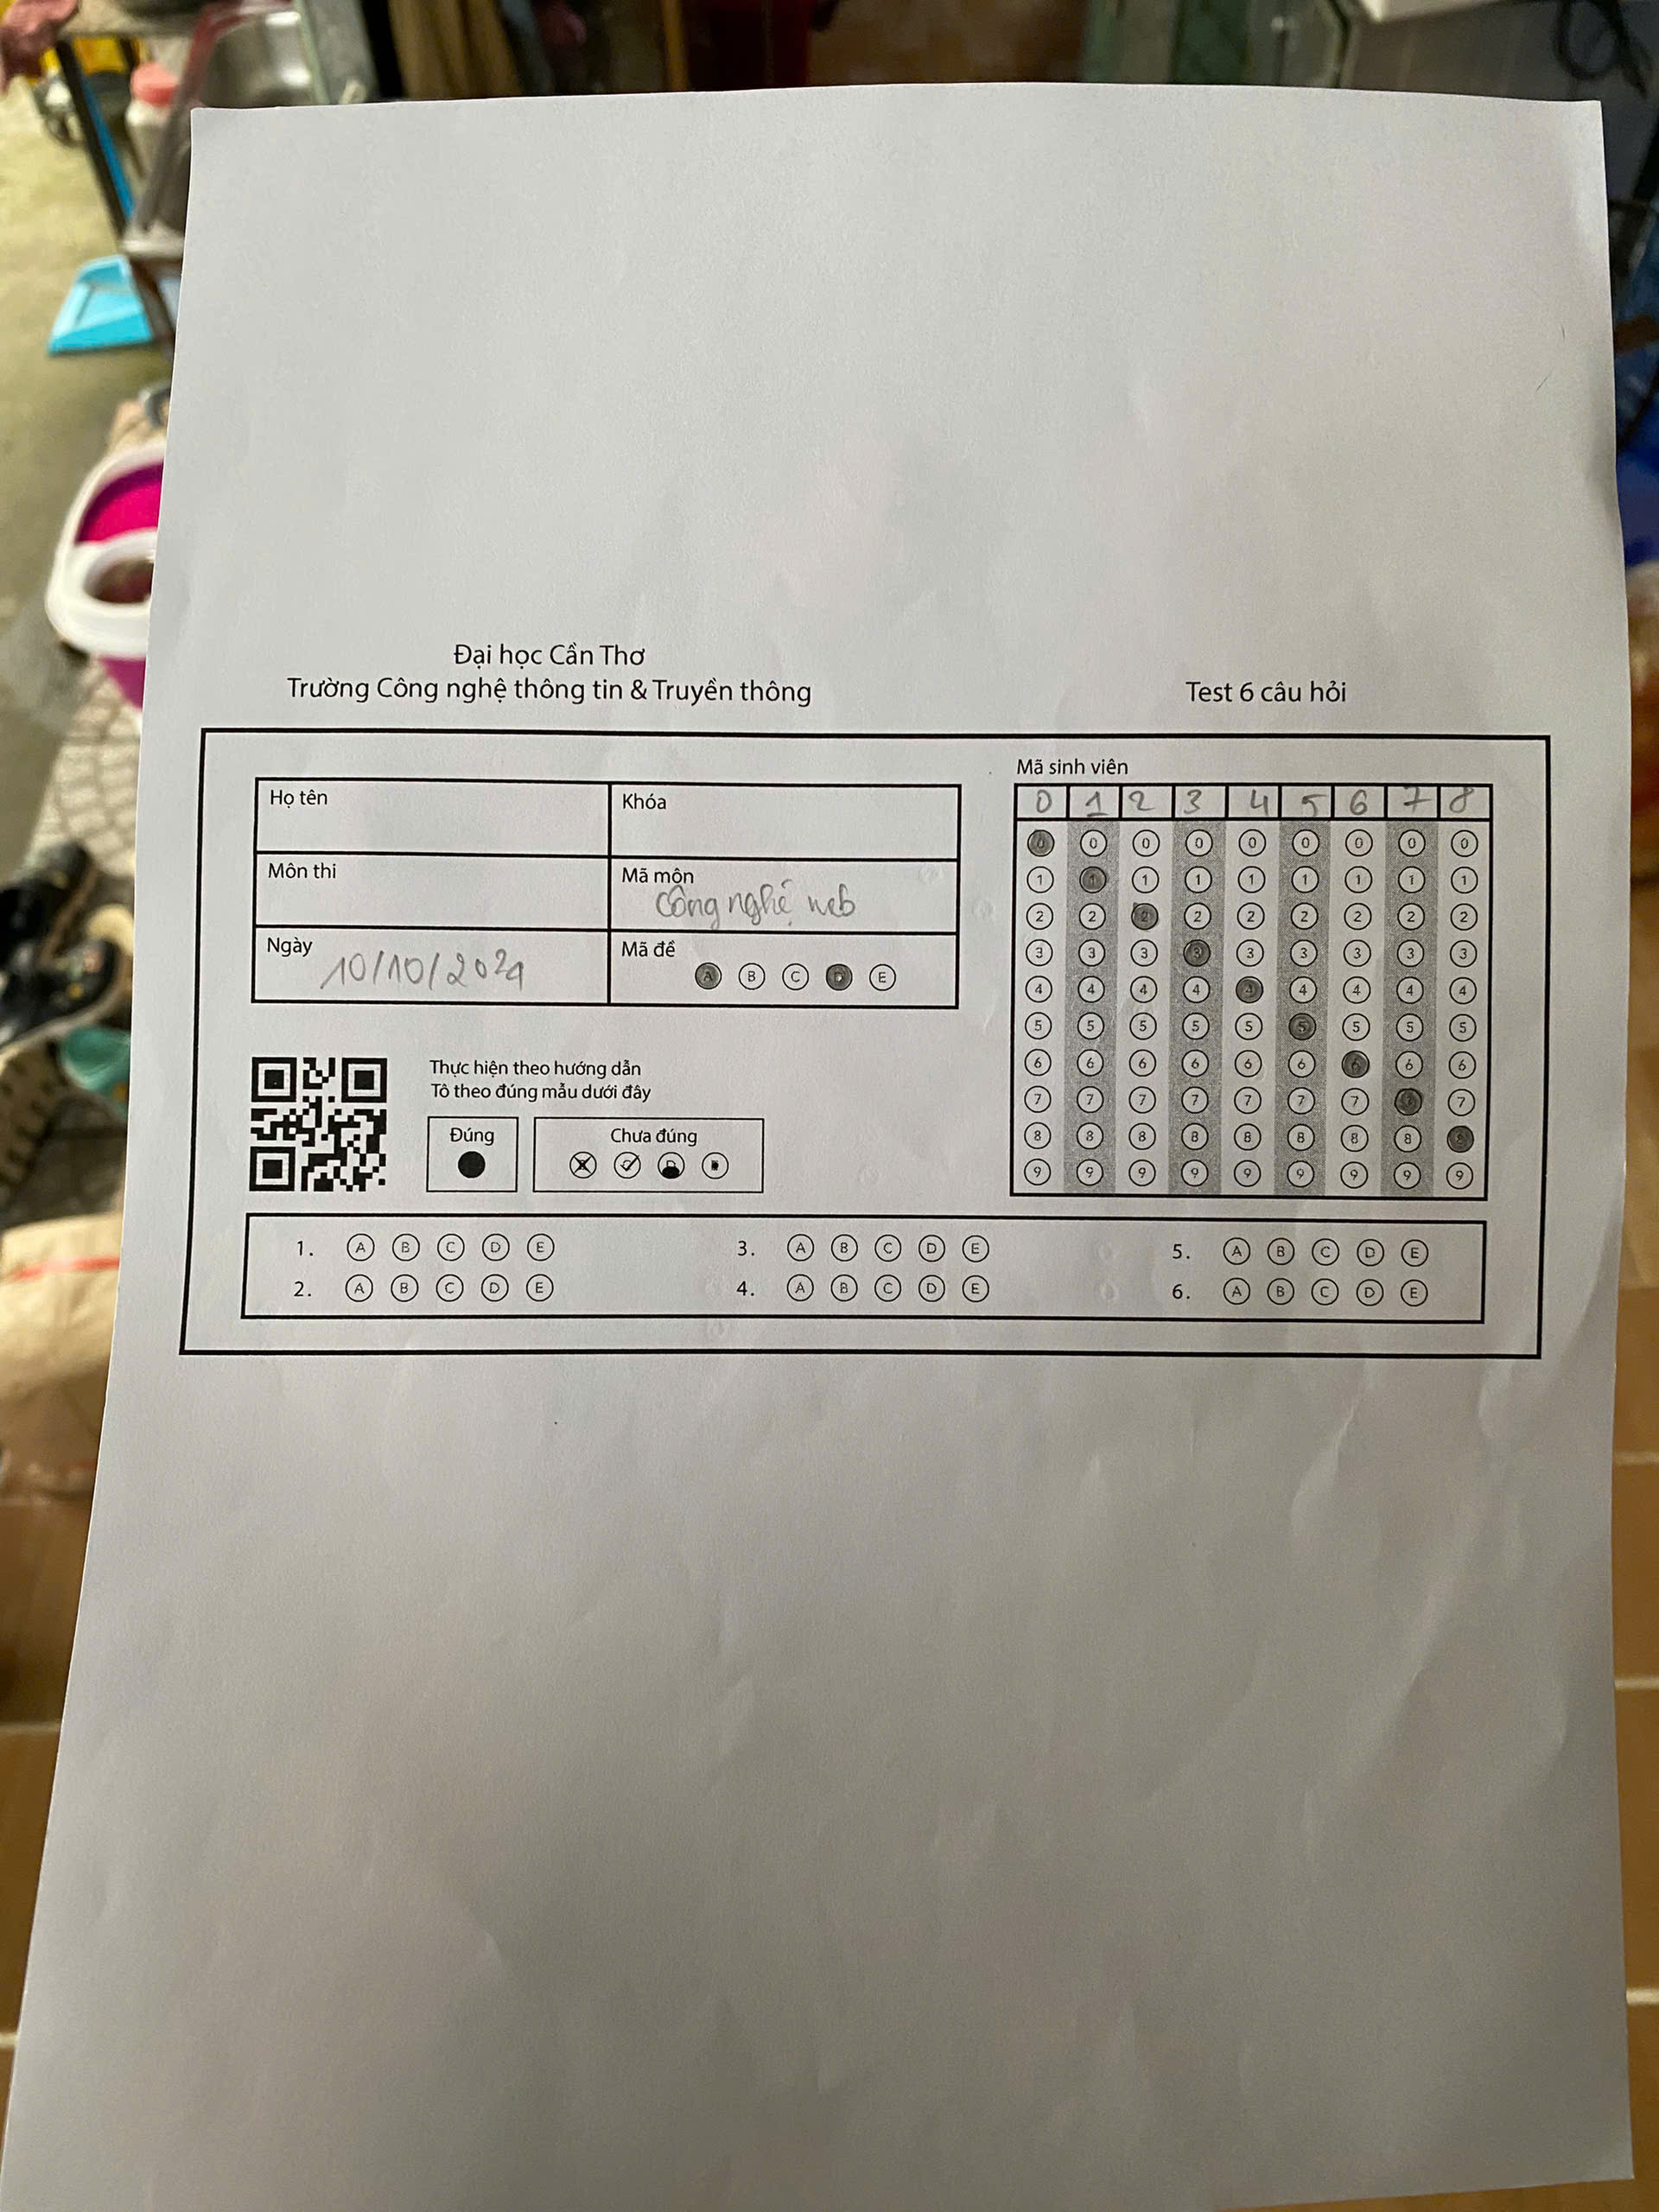 Đại học Cần Thơ
Trường Công nghệ thông tin & Truyền thông
Test 6 câu hỏi
Họ tên
Khóa
Môn thi
Mã môn
Công nghệ web
Ngày
10/10/2024
Mã đề
A B C D E
Mã sinh viên
0 1 2 3 4 5 6 7 8
0 0 0 0 0 0 0 0 0
1 1 1 1 1 1 1 1 1
2 2 2 2 2 2 2 2 2
3 3 3 3 3 3 3 3 3
4 4 4 4 4 4 4 4 4
5 5 5 5 5 5 5 5 5
6 6 6 6 6 6 6 6 6
7 7 7 7 7 7 7 7 7
8 8 8 8 8 8 8 8 8
9 9 9 9 9 9 9 9 9
Thực hiện theo hướng dẫn
Tô theo đúng mẫu dưới đây
Đúng
Chưa đúng
1. A B C D E
2. A B C D E
3. A B C D E
4. A B C D E
5. A B C D E
6. A B C D E